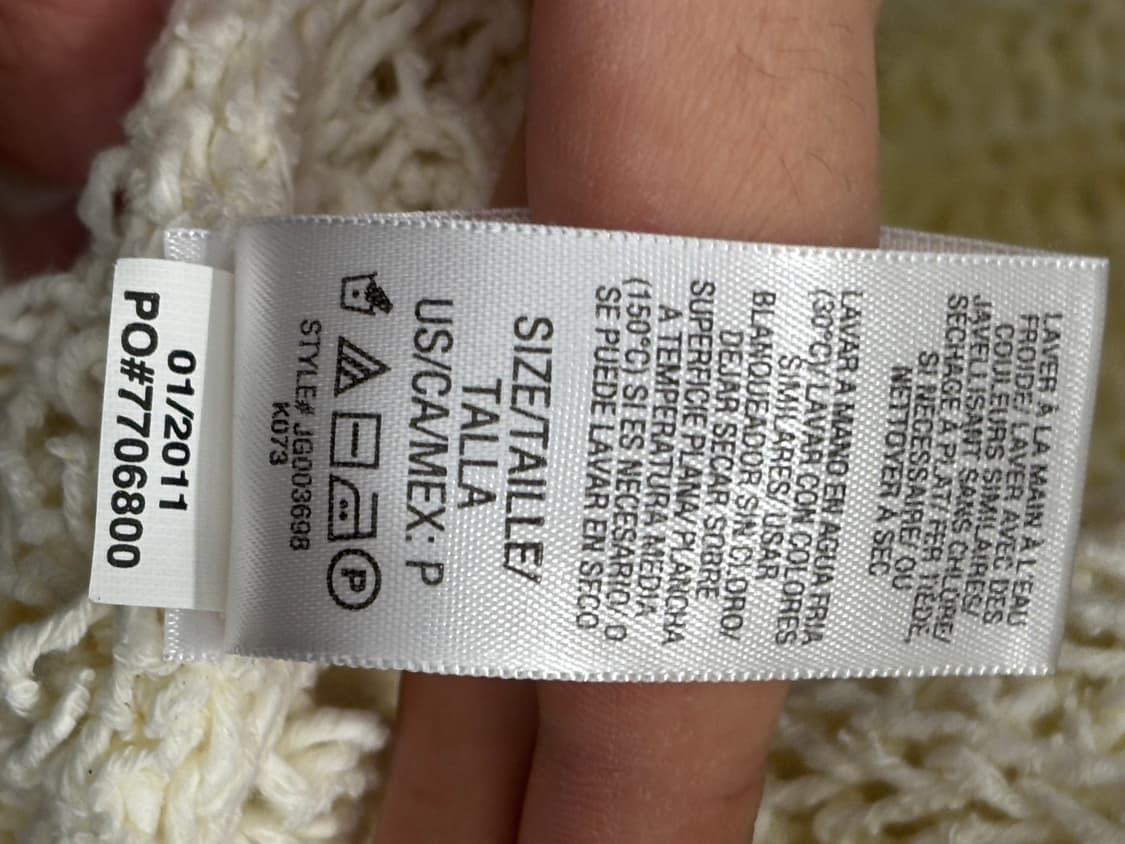 LAVER À LA MAIN A L'EAU
FROIDE/ LAVER AVEC DES
COULEURS SIMILAIRES/
JAVELLISANT SANS CHLORE/
SECHAGE À PLAT/ FER TIEDE,
SI NECESSAIRE/ OU
NETTOYER À SEC
LAVAR A MANO EN AGUA FRIA
(30°C)/ LAVAR CON COLORES
SIMILARES/ USAR
BLANQUEADOR SIN CLORO/
DEJAR SECAR SOBRE
SUPERFICIE PLANA/ PLANCHA
A TEMPERATURA MEDIA
(150°C) SI ES NECESARIO/ O
SE PUEDE LAVAR EN SECO
SIZE/TAILLE/
TALLA
US/CA/MEX: P
P
STYLE# JG003698
K073
01/2011
PO#7706800